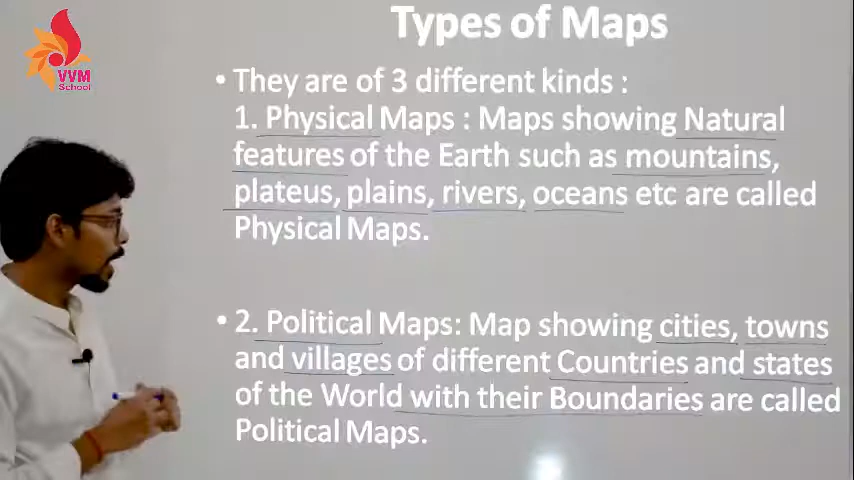 Types of Maps
VVM
School
• They are of 3 different kinds :
1. Physical Maps : Maps showing Natural
features of the Earth such as mountains,
plateus, plains, rivers, oceans etc are called
Physical Maps.
• 2. Political Maps: Map showing cities, towns
and villages of different Countries and states
of the World with their Boundaries are called
Political Maps.